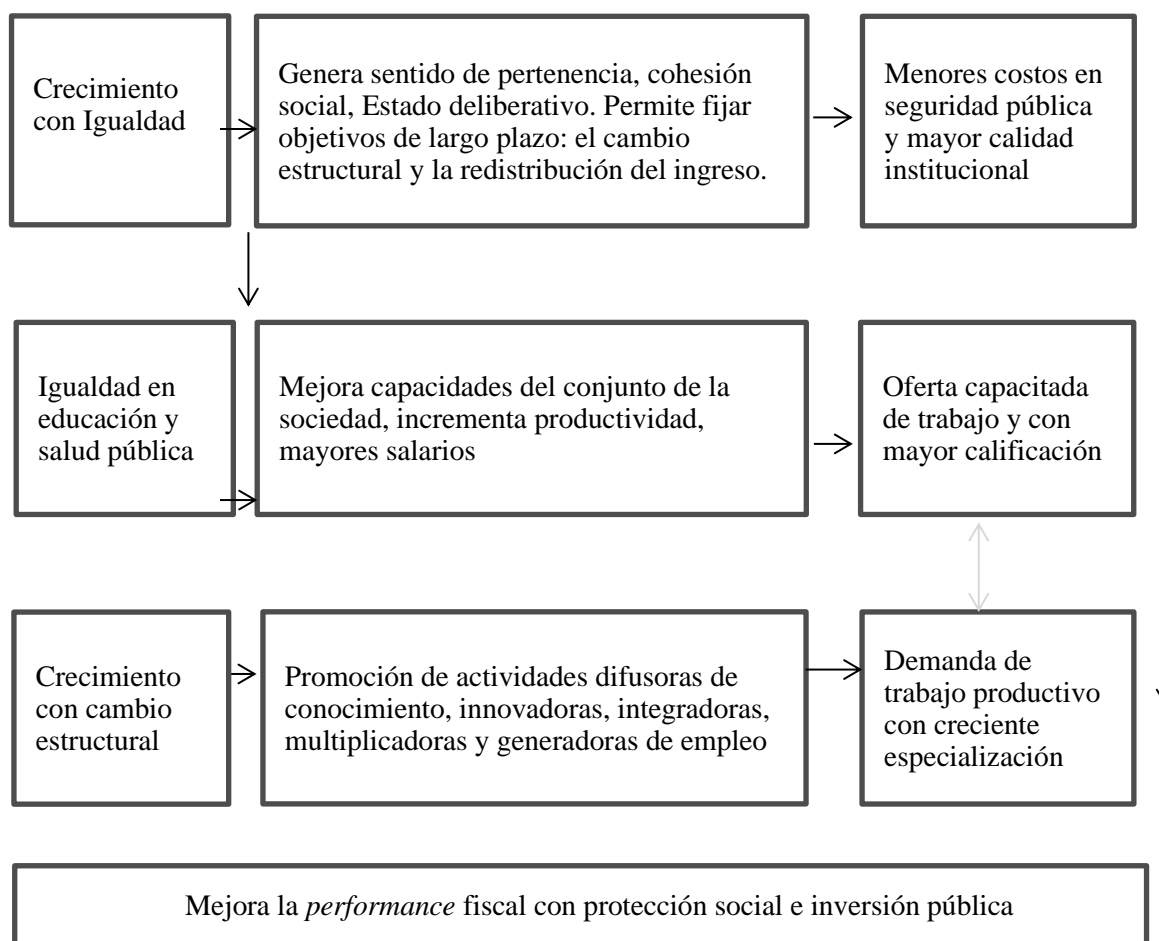 Crecimiento
con Igualdad
Genera sentido de pertenencia, cohesión
social, Estado deliberativo. Permite fijar
objetivos de largo plazo: el cambio
estructural y la redistribución del ingreso.
Menores costos en
seguridad pública
y mayor calidad
institucional
Igualdad en
educación y
salud pública
Mejora capacidades del conjunto de la
sociedad, incrementa productividad,
mayores salarios
Oferta capacitada
de trabajo y con
mayor calificación
Crecimiento
con cambio
estructural
Promoción de actividades difusoras de
conocimiento, innovadoras, integradoras,
multiplicadoras y generadoras de empleo
Demanda de
trabajo productivo
con creciente
especialización
Mejora la performance fiscal con protección social e inversión pública